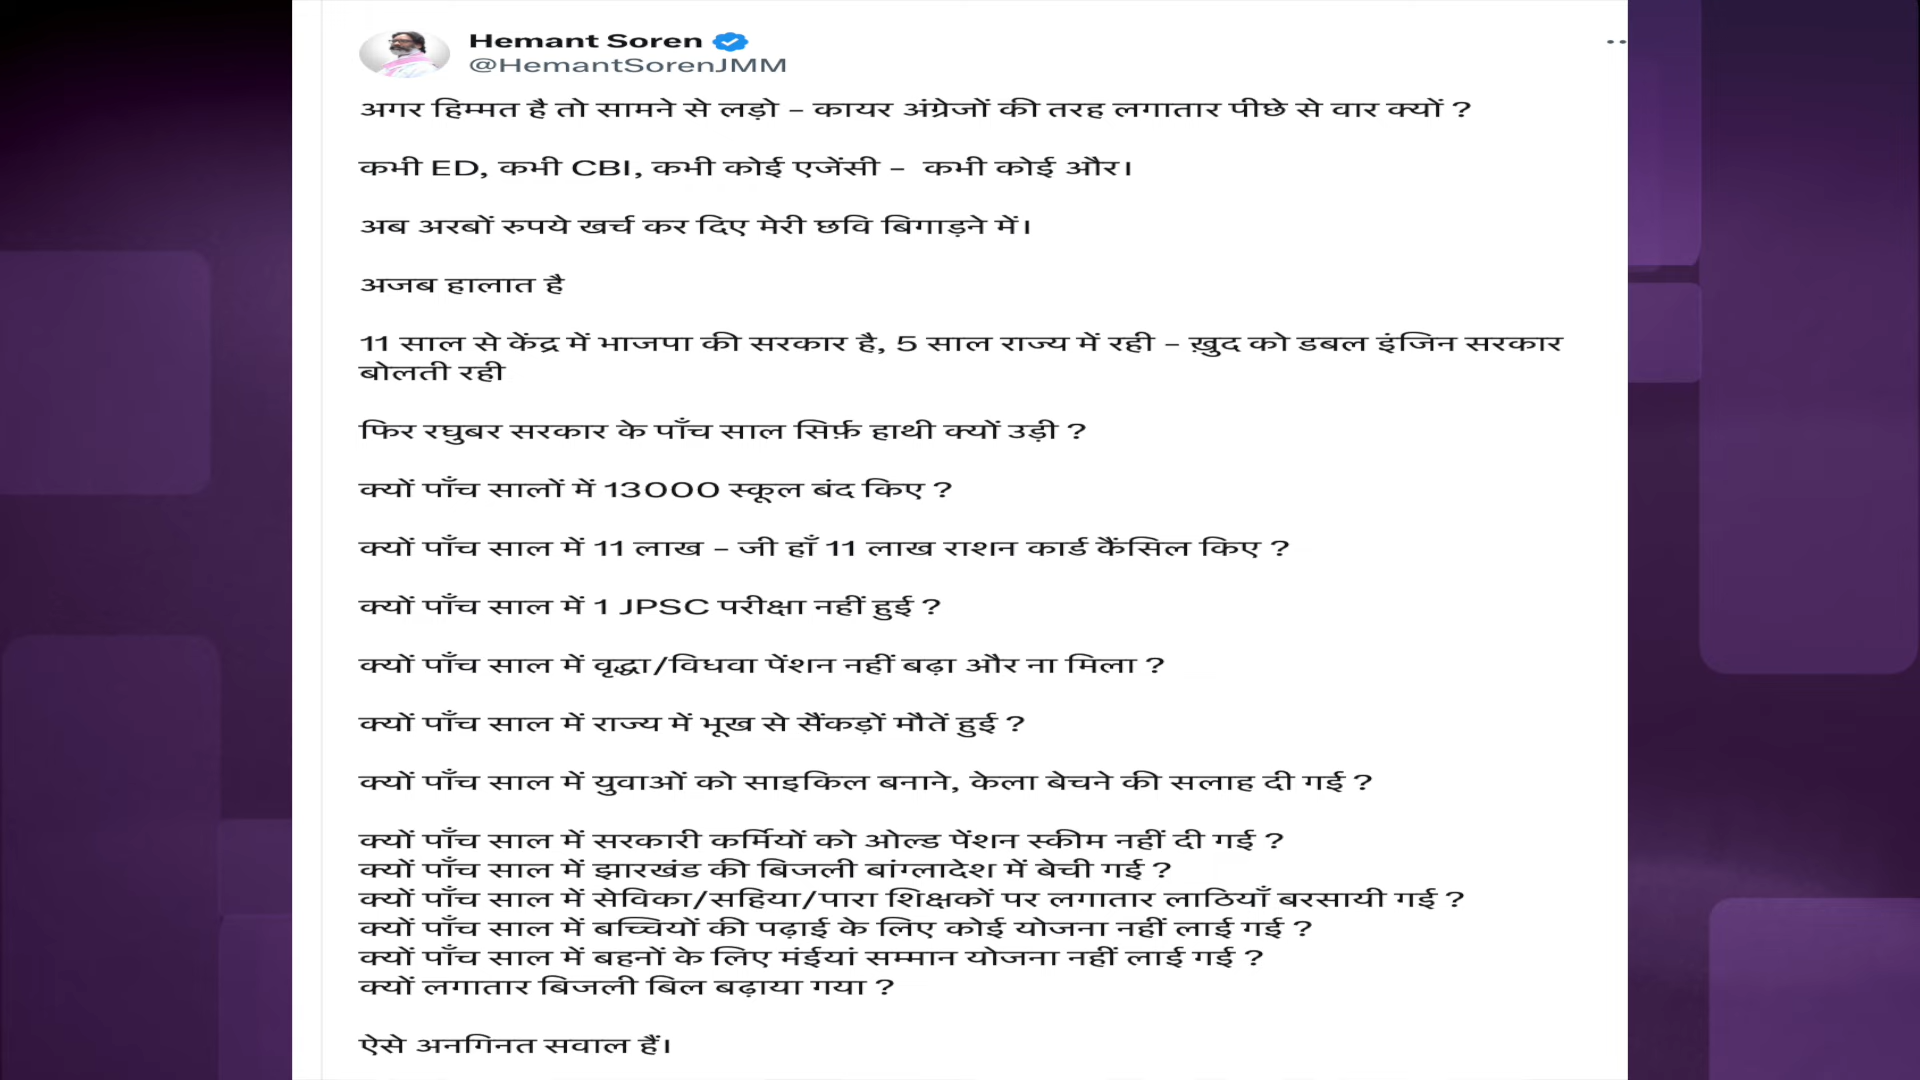 Hemant Soren
@HemantSorenJMM
अगर हिम्मत है तो सामने से लड़ो – कायर अंग्रेजों की तरह लगातार पीछे से वार क्यों ?
कभी ED, कभी CBI, कभी कोई एजेंसी – कभी कोई और।
अब अरबों रुपये खर्च कर दिए मेरी छवि बिगाड़ने में।
अजब हालात है
11 साल से केंद्र में भाजपा की सरकार है, 5 साल राज्य में रही – ख़ुद को डबल इंजिन सरकार
बोलती रही
फिर रघुबर सरकार के पाँच साल सिर्फ़ हाथी क्यों उड़ी ?
क्यों पाँच सालों में 13000 स्कूल बंद किए ?
क्यों पाँच साल में 11 लाख – जी हाँ 11 लाख राशन कार्ड कैंसिल किए ?
क्यों पाँच साल में 1 JPSC परीक्षा नहीं हुई ?
क्यों पाँच साल में वृद्धा/विधवा पेंशन नहीं बढ़ा और ना मिला ?
क्यों पाँच साल में राज्य में भूख से सैंकड़ों मौतें हुई ?
क्यों पाँच साल में युवाओं को साइकिल बनाने, केला बेचने की सलाह दी गई ?
क्यों पाँच साल में सरकारी कर्मियों को ओल्ड पेंशन स्कीम नहीं दी गई ?
क्यों पाँच साल में झारखंड की बिजली बांग्लादेश में बेची गई ?
क्यों पाँच साल में सेविका/सहिया/पारा शिक्षकों पर लगातार लाठियाँ बरसायी गई ?
क्यों पाँच साल में बच्चियों की पढ़ाई के लिए कोई योजना नहीं लाई गई ?
क्यों पाँच साल में बहनों के लिए मंईयां सम्मान योजना नहीं लाई गई ?
क्यों लगातार बिजली बिल बढ़ाया गया ?
ऐसे अनगिनत सवाल हैं।